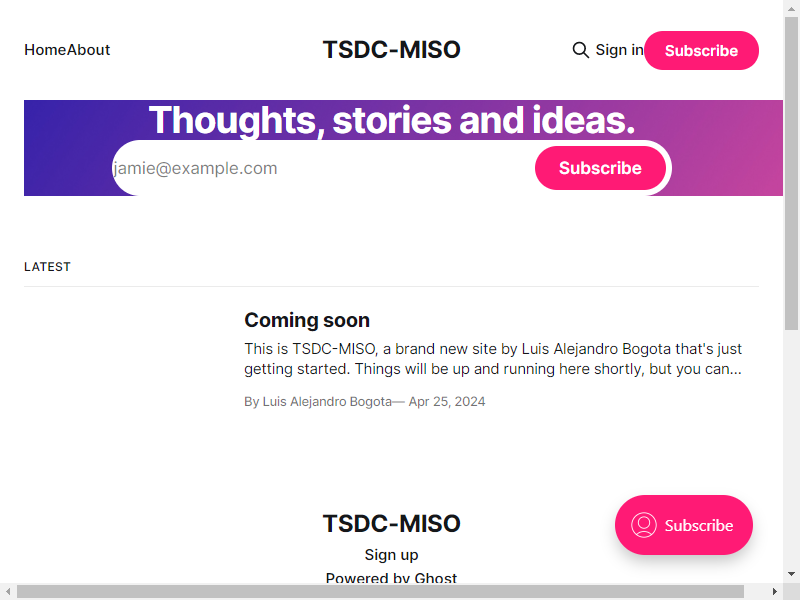 Home About TSDC-MISO Sign in Subscribe
Thoughts, stories and ideas.
jamie@example.com Subscribe
LATEST
Coming soon
This is TSDC-MISO, a brand new site by Luis Alejandro Bogota that's just
getting started. Things will be up and running here shortly, but you can...
By Luis Alejandro Bogota— Apr 25, 2024
TSDC-MISO
Subscribe
Sign up
Powered by Ghost